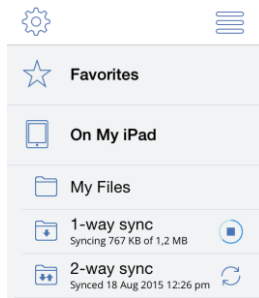 Favorites
On My iPad
My Files
1-way sync
Syncing 767 KB of 1,2 MB
2-way sync
Synced 18 Aug 2015 12:26 pm